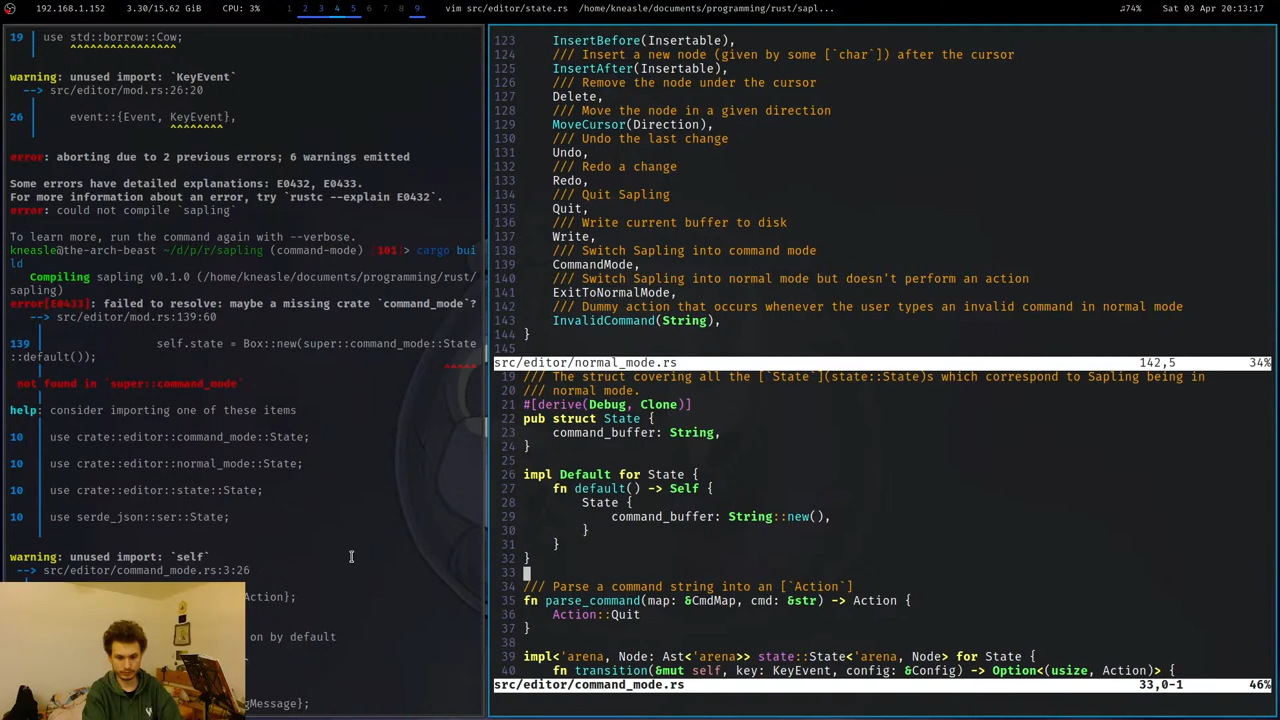 192.168.1.152 3.30/15.62 GiB CPU: 3% 1 2 3 4 5 6 7 8 9 vim src/editor/state.rs /home/kneasle/documents/programming/rust/sapl... ♫74% Sat 03 Apr 20:13:17
19 | use std::borrow::Cow;
^^^^^^^^^^^^^^^^
warning: unused import: `KeyEvent`
--> src/editor/mod.rs:26:20
26 | event::{Event, KeyEvent},
^^^^^^^^
error: aborting due to 2 previous errors; 6 warnings emitted
Some errors have detailed explanations: E0432, E0433.
For more information about an error, try `rustc --explain E0432`.
error: could not compile `sapling`
To learn more, run the command again with --verbose.
kneasle@the-arch-beast ~/d/p/r/sapling (command-mode) [101]> cargo bui
ld
Compiling sapling v0.1.0 (/home/kneasle/documents/programming/rust/
sapling)
error[E0433]: failed to resolve: maybe a missing crate `command_mode`?
--> src/editor/mod.rs:139:60
139 | self.state = Box::new(super::command_mode::State
::default());
^^^^^
not found in `super::command_mode`
help: consider importing one of these items
10 | use crate::editor::command_mode::State;
10 | use crate::editor::normal_mode::State;
10 | use crate::editor::state::State;
10 | use serde_json::ser::State;
warning: unused import: `self`
--> src/editor/command_mode.rs:3:26
ction};
on by default
gMessage};
123 InsertBefore(Insertable),
124 /// Insert a new node (given by some [`char`]) after the cursor
125 InsertAfter(Insertable),
126 /// Remove the node under the cursor
127 Delete,
128 /// Move the node in a given direction
129 MoveCursor(Direction),
130 /// Undo the last change
131 Undo,
132 /// Redo a change
133 Redo,
134 /// Quit Sapling
135 Quit,
136 /// Write current buffer to disk
137 Write,
138 /// Switch Sapling into command mode
139 CommandMode,
140 /// Switch Sapling into normal mode but doesn't perform an action
141 ExitToNormalMode,
142 /// Dummy action that occurs whenever the user types an invalid command in normal mode
143 InvalidCommand(String),
144 }
145
src/editor/normal_mode.rs 142,5 34%
19 /// The struct covering all the [`State`](state::State)s which correspond to Sapling being in
20 /// normal mode.
21 #[derive(Debug, Clone)]
22 pub struct State {
23 command_buffer: String,
24 }
25
26 impl Default for State {
27 fn default() -> Self {
28 State {
29 command_buffer: String::new(),
30 }
31 }
32 }
33
34 /// Parse a command string into an [`Action`]
35 fn parse_command(map: &CmdMap, cmd: &str) -> Action {
36 Action::Quit
37 }
38
39 impl<'arena, Node: Ast<'arena>> state::State<'arena, Node> for State {
40 fn transition(&mut self, key: KeyEvent, config: &Config) -> Option<(usize, Action)> {
src/editor/command_mode.rs 33,0-1 46%